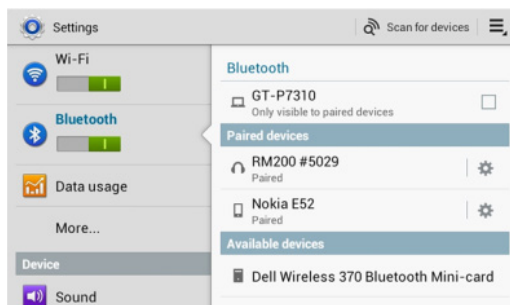 Settings
Scan for devices
Wi-Fi
Bluetooth
Data usage
More...
Device
Sound
Bluetooth
GT-P7310
Only visible to paired devices
Paired devices
RM200 #5029
Paired
Nokia E52
Paired
Available devices
Dell Wireless 370 Bluetooth Mini-card